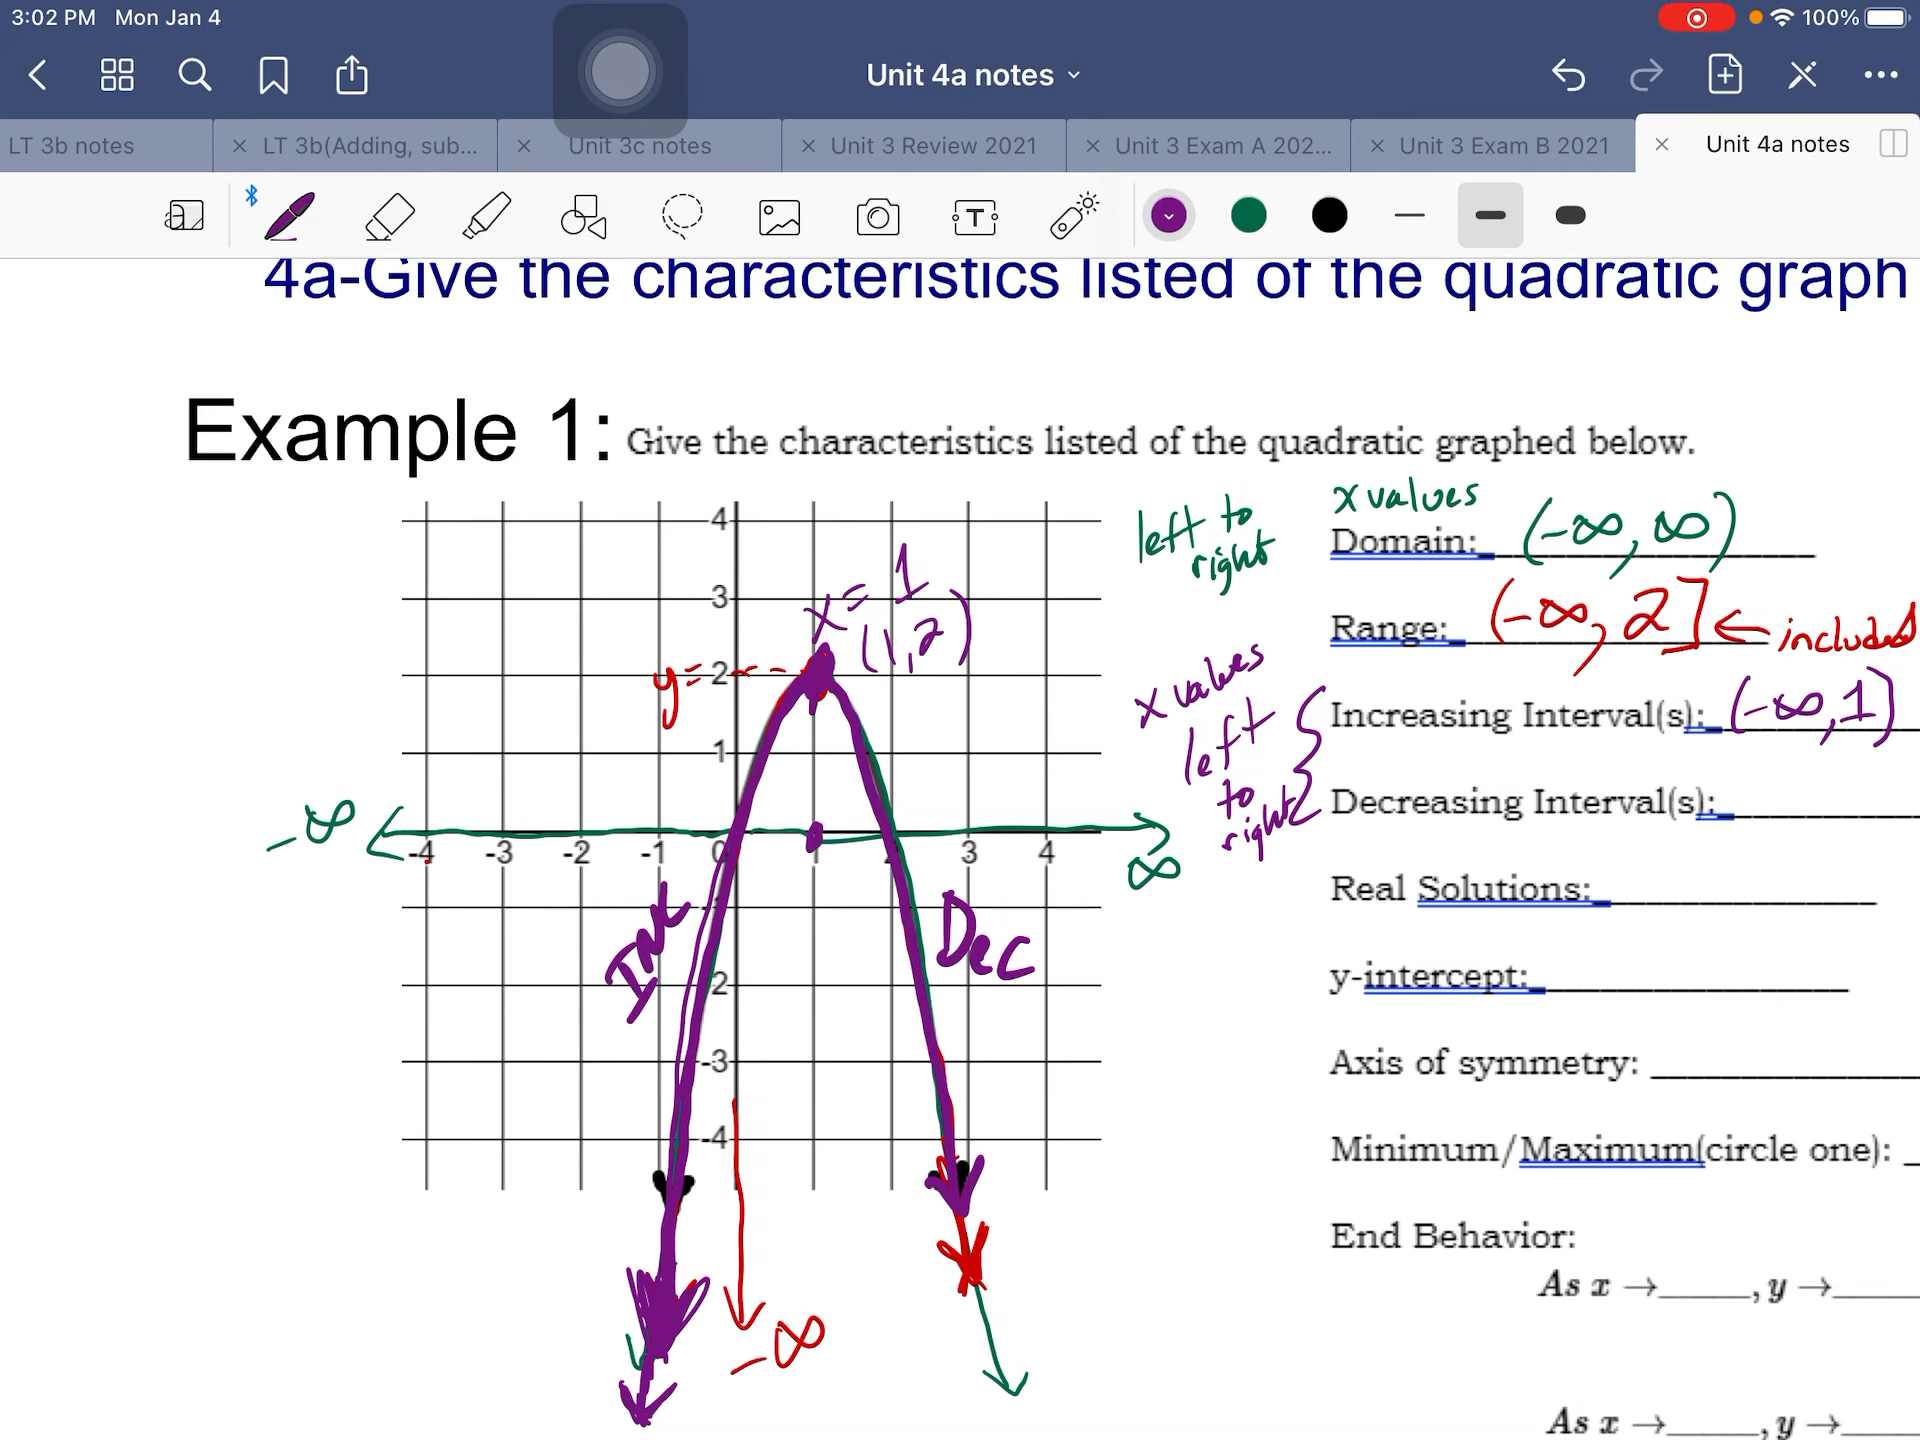 3:02 PM Mon Jan 4
100%
Unit 4a notes
LT 3b notes
LT 3b(Adding, sub...
Unit 3c notes
Unit 3 Review 2021
Unit 3 Exam A 202...
Unit 3 Exam B 2021
Unit 4a notes
4a-Give the characteristics listed of the quadratic graph
Example 1: Give the characteristics listed of the quadratic graphed below.
left to
right
x values
Domain: (-∞, ∞)
Range: (-∞, 2] ← included
x values
left
to
right
Increasing Interval(s): (-∞, 1)
Decreasing Interval(s):
Real Solutions:
y-intercept:
Axis of symmetry:
Minimum/Maximum(circle one):
End Behavior:
As x →_____, y →_____
As x →_____, y →_____
4
3
2
1
x = 1
(1, 2)
y =
-∞
-4 -3 -2 -1 0 1 2 3 4
∞
Inc
Dec
-2
-3
-4
-∞